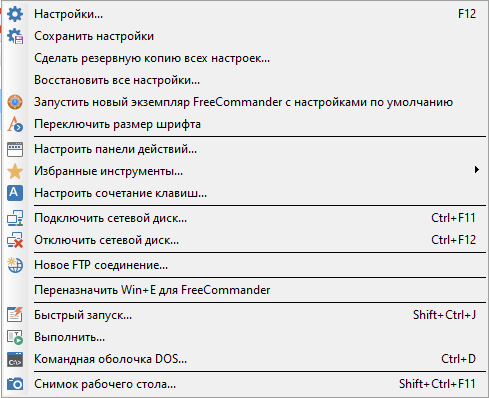 Настройки... F12
Сохранить настройки
Сделать резервную копию всех настроек...
Восстановить все настройки...
Запустить новый экземпляр FreeCommander с настройками по умолчанию
Переключить размер шрифта
Настроить панели действий...
Избранные инструменты...
Настроить сочетание клавиш...
Подключить сетевой диск... Ctrl+F11
Отключить сетевой диск... Ctrl+F12
Новое FTP соединение...
Переназначить Win+E для FreeCommander
Быстрый запуск... Shift+Ctrl+J
Выполнить...
Командная оболочка DOS... Ctrl+D
Снимок рабочего стола... Shift+Ctrl+F11